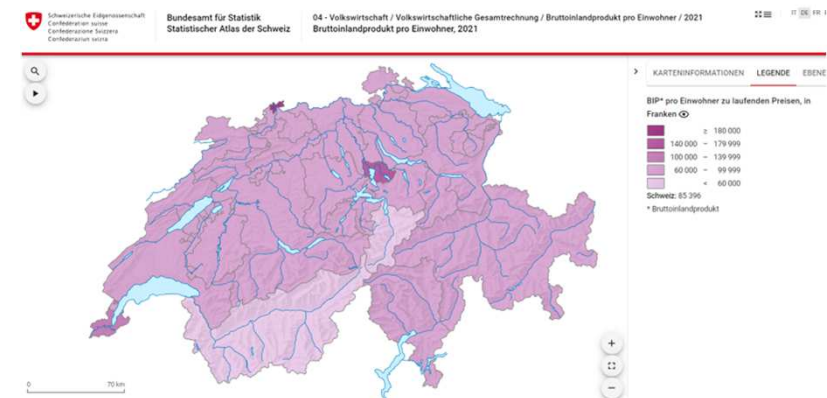 Schweizerische Eidgenossenschaft
Confédération suisse
Confederazione Svizzera
Confederaziun svizra
Bundesamt für Statistik
Statistischer Atlas der Schweiz
04 - Volkswirtschaft / Volkswirtschaftliche Gesamtrechnung / Bruttoinlandprodukt pro Einwohner / 2021
Bruttoinlandprodukt pro Einwohner, 2021
IT DE FR E
KARTENINFORMATIONEN LEGENDE EBENE
BIP* pro Einwohner zu laufenden Preisen, in
Franken
≥ 180 000
140 000 – 179 999
100 000 – 139 999
60 000 – 99 999
< 60 000
Schweiz: 85 396
* Bruttoinlandprodukt
0 70 km